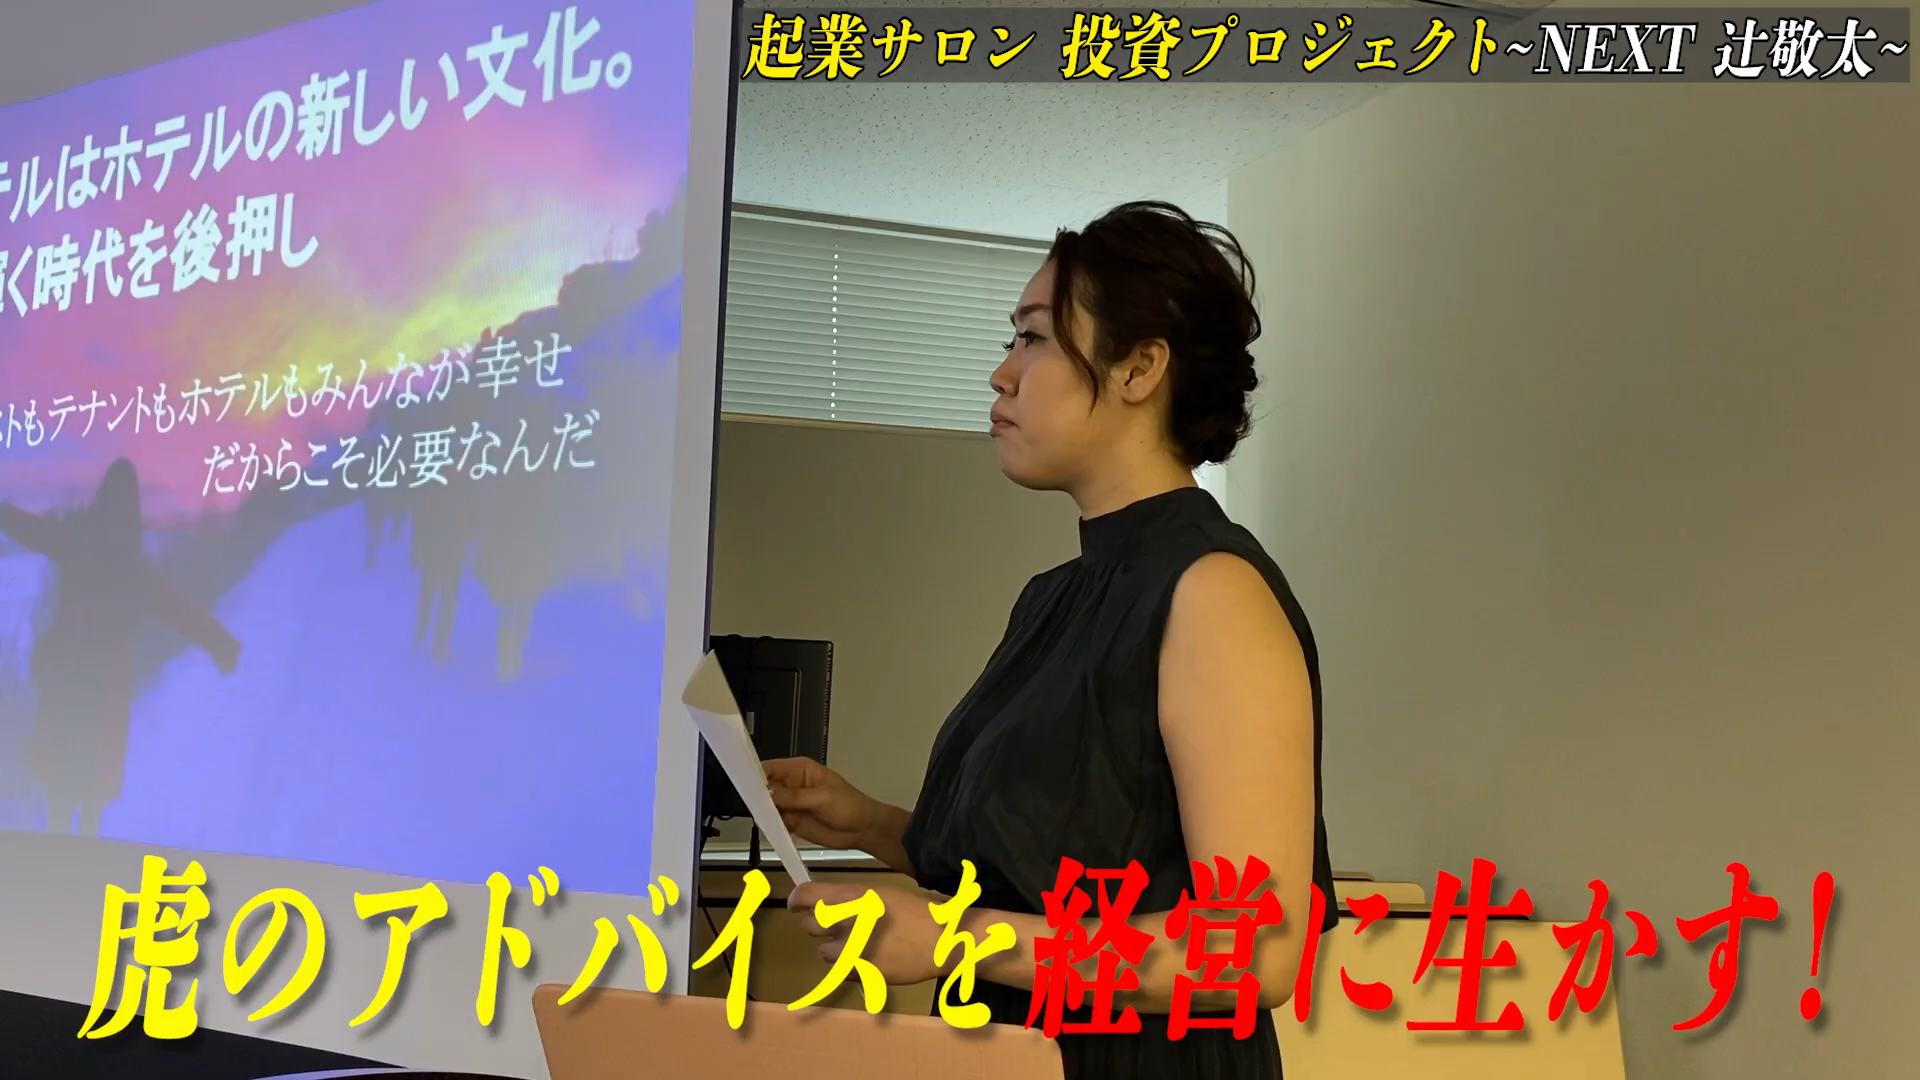 起業サロン 投資プロジェクト~NEXT 辻敬太~
テルはホテルの新しい文化。
く時代を後押し
トもテナントもホテルもみんなが幸せ
だからこそ必要なんだ
虎のアドバイスを経営に生かす!